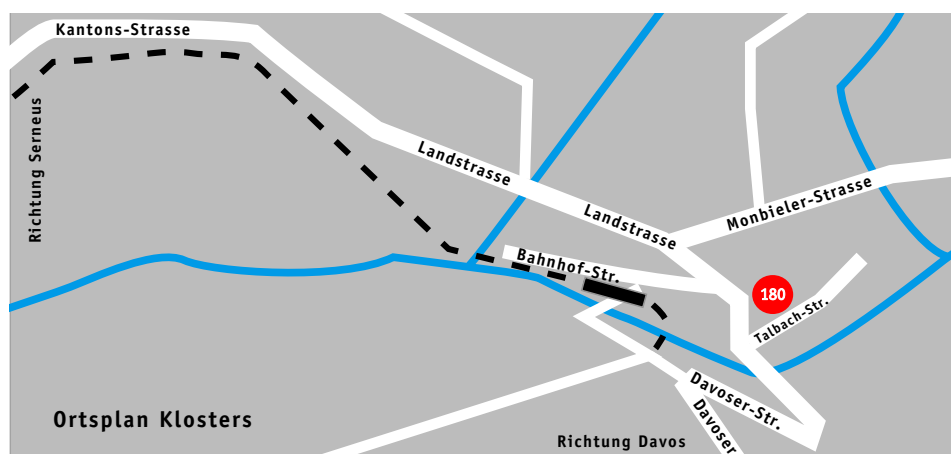 Kantons-Strasse
Richtung Serneus
Landstrasse
Landstrasse
Monbieler-Strasse
Bahnhof-Str.
180
Talbach-Str.
Davoser-Str.
Davoser
Ortsplan Klosters
Richtung Davos